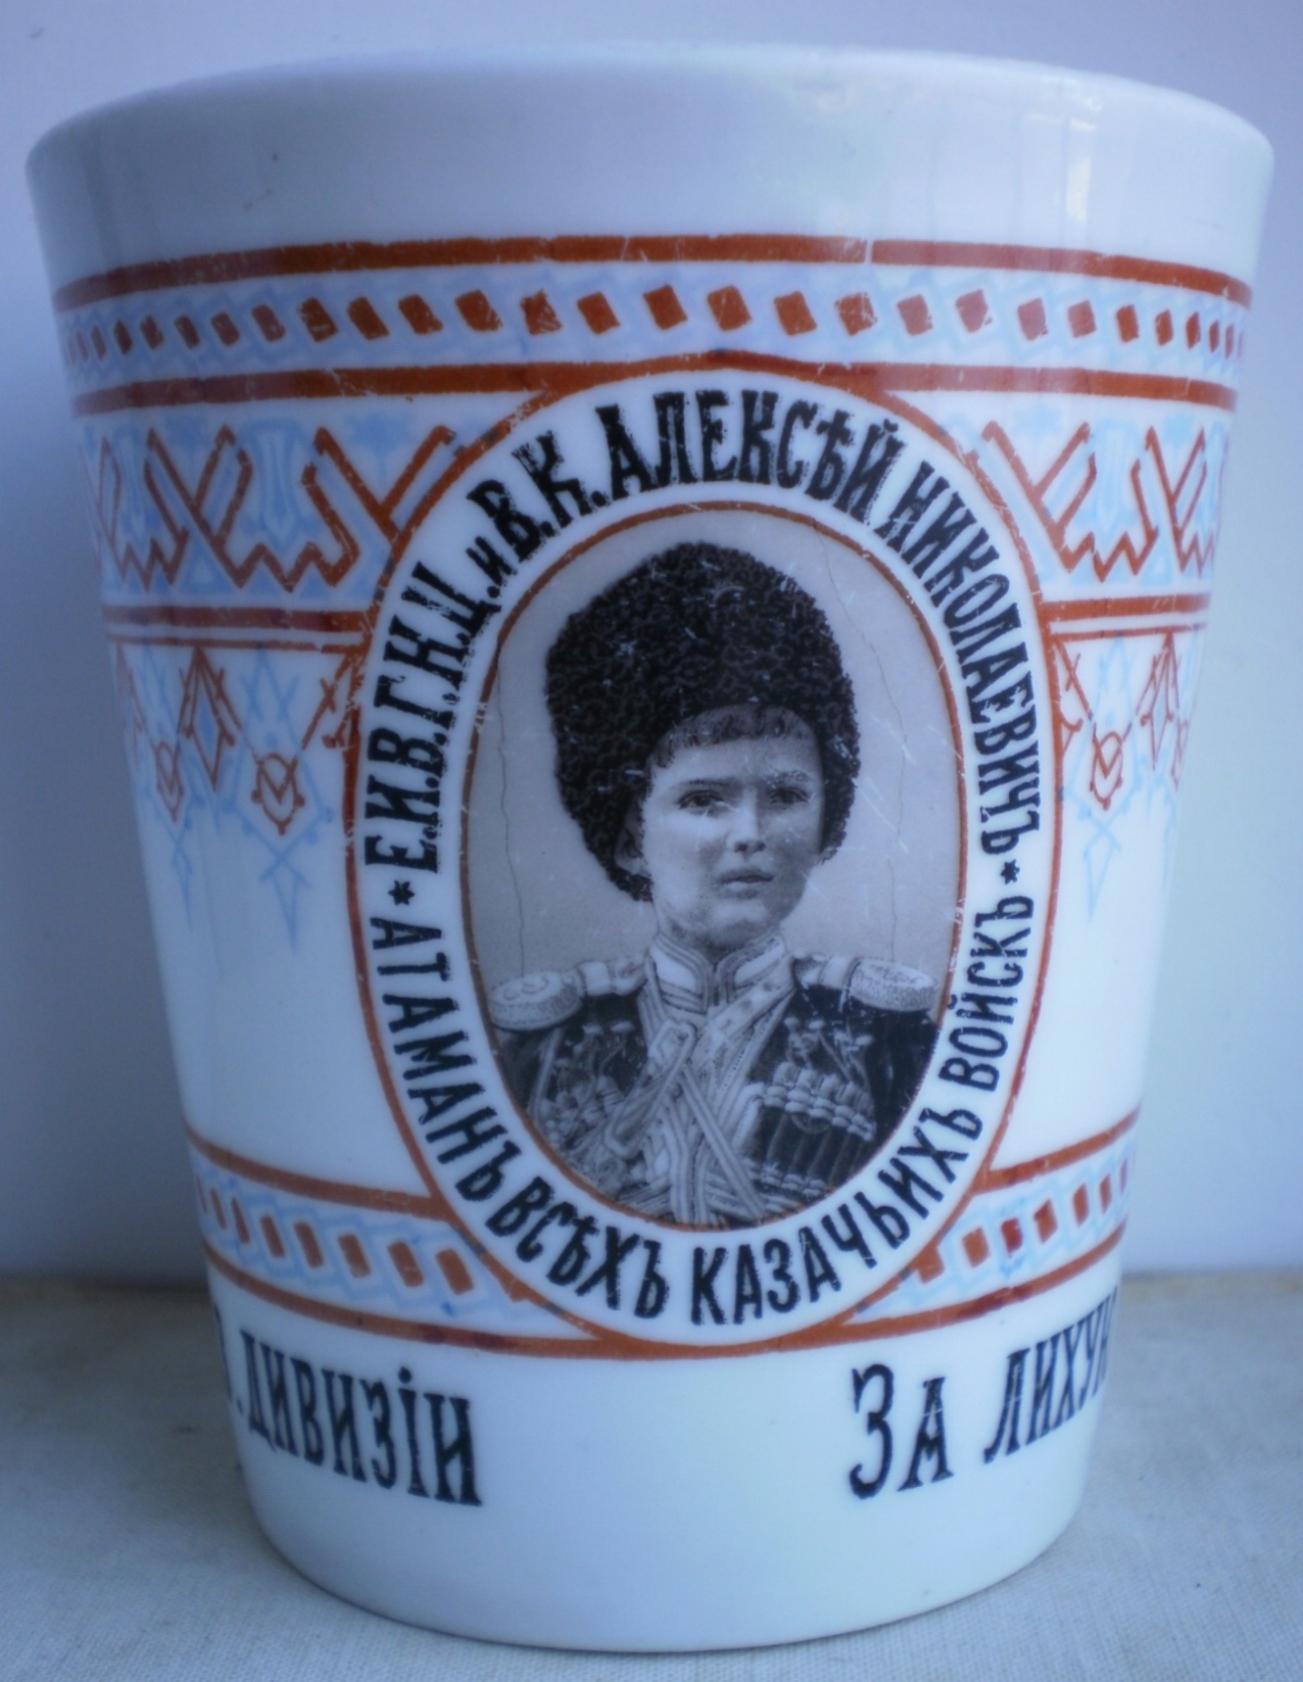 Е.И.В.Г.Н.Ц. и В.К. АЛЕКСѢЙ НИКОЛАЕВИЧЪ *
АТАМАНЪ ВСѢХЪ КАЗАЧЬИХЪ ВОЙСКЪ *
ДИВИЗІИ
ЗА